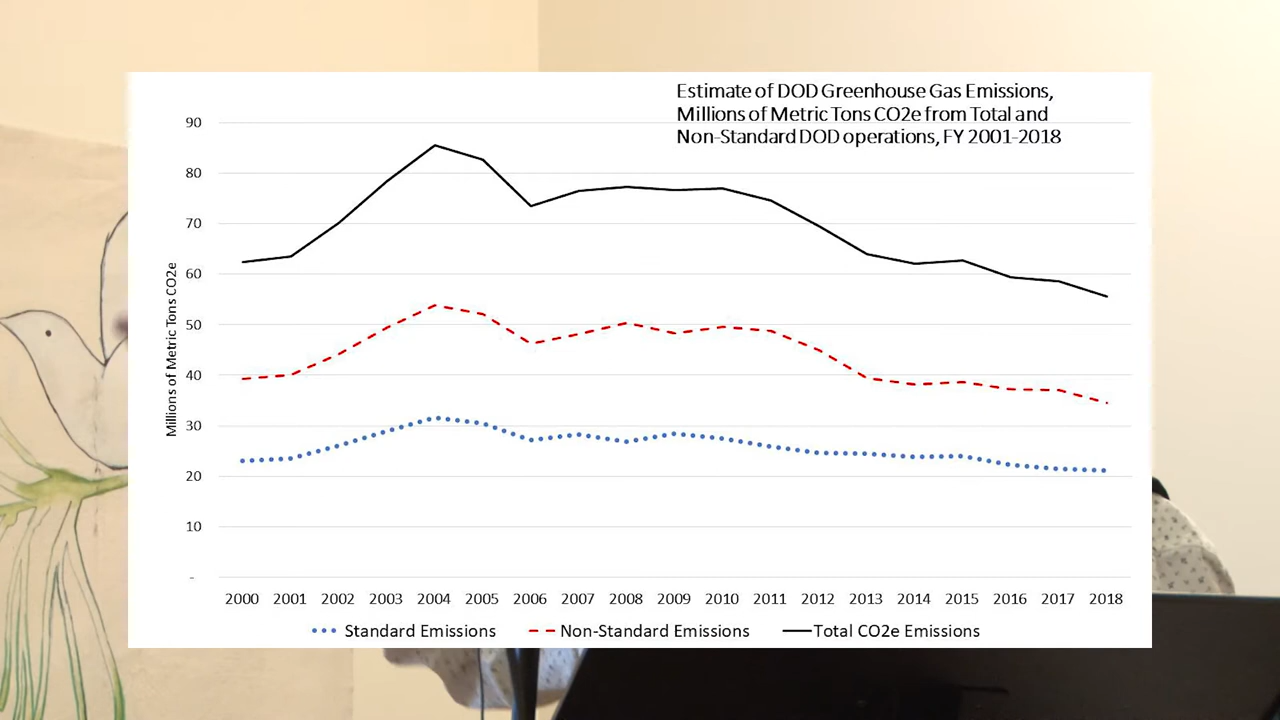 Estimate of DOD Greenhouse Gas Emissions,
Millions of Metric Tons CO2e from Total and
Non-Standard DOD operations, FY 2001-2018
90
80
70
60
50
40
30
20
10
-
Millions of Metric Tons CO2e
2000 2001 2002 2003 2004 2005 2006 2007 2008 2009 2010 2011 2012 2013 2014 2015 2016 2017 2018
Standard Emissions Non-Standard Emissions Total CO2e Emissions